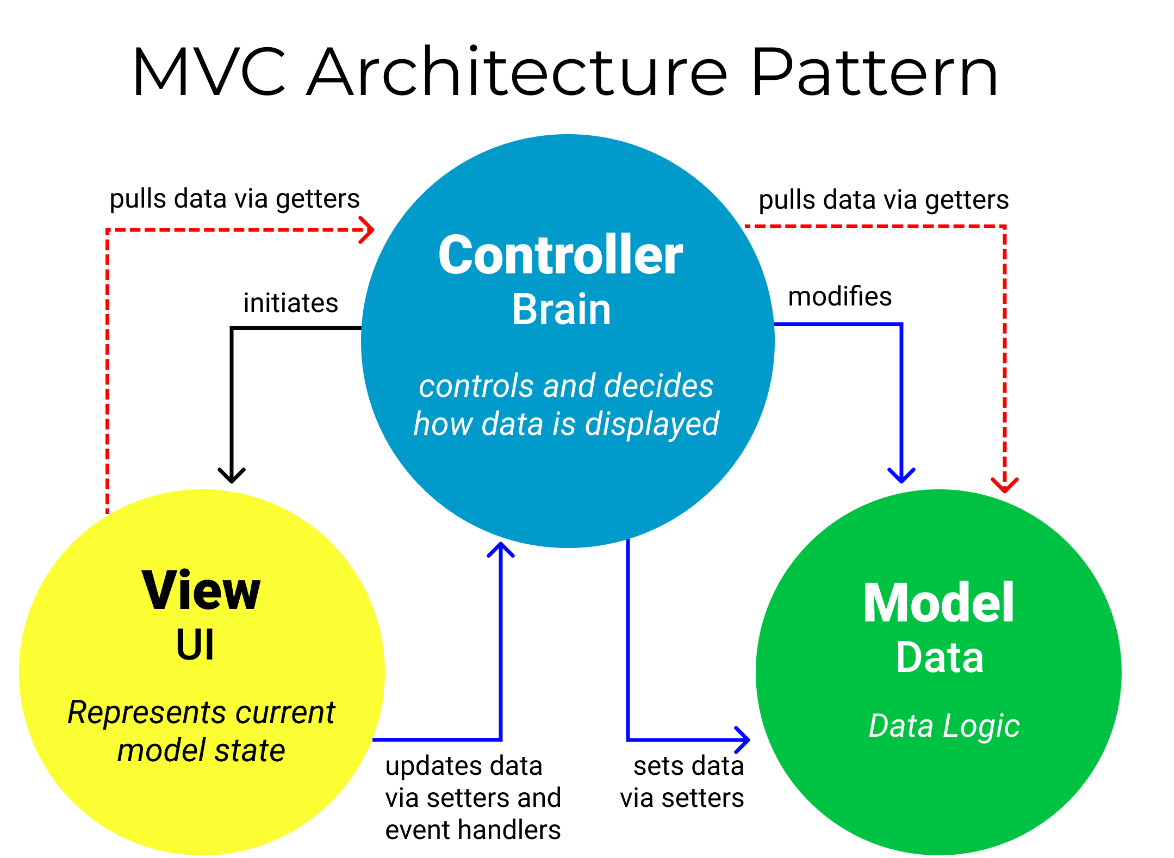 MVC Architecture Pattern
pulls data via getters
pulls data via getters
Controller
Brain
initiates
modifies
controls and decides
how data is displayed
View
UI
Represents current
model state
Model
Data
Data Logic
updates data
via setters and
event handlers
sets data
via setters